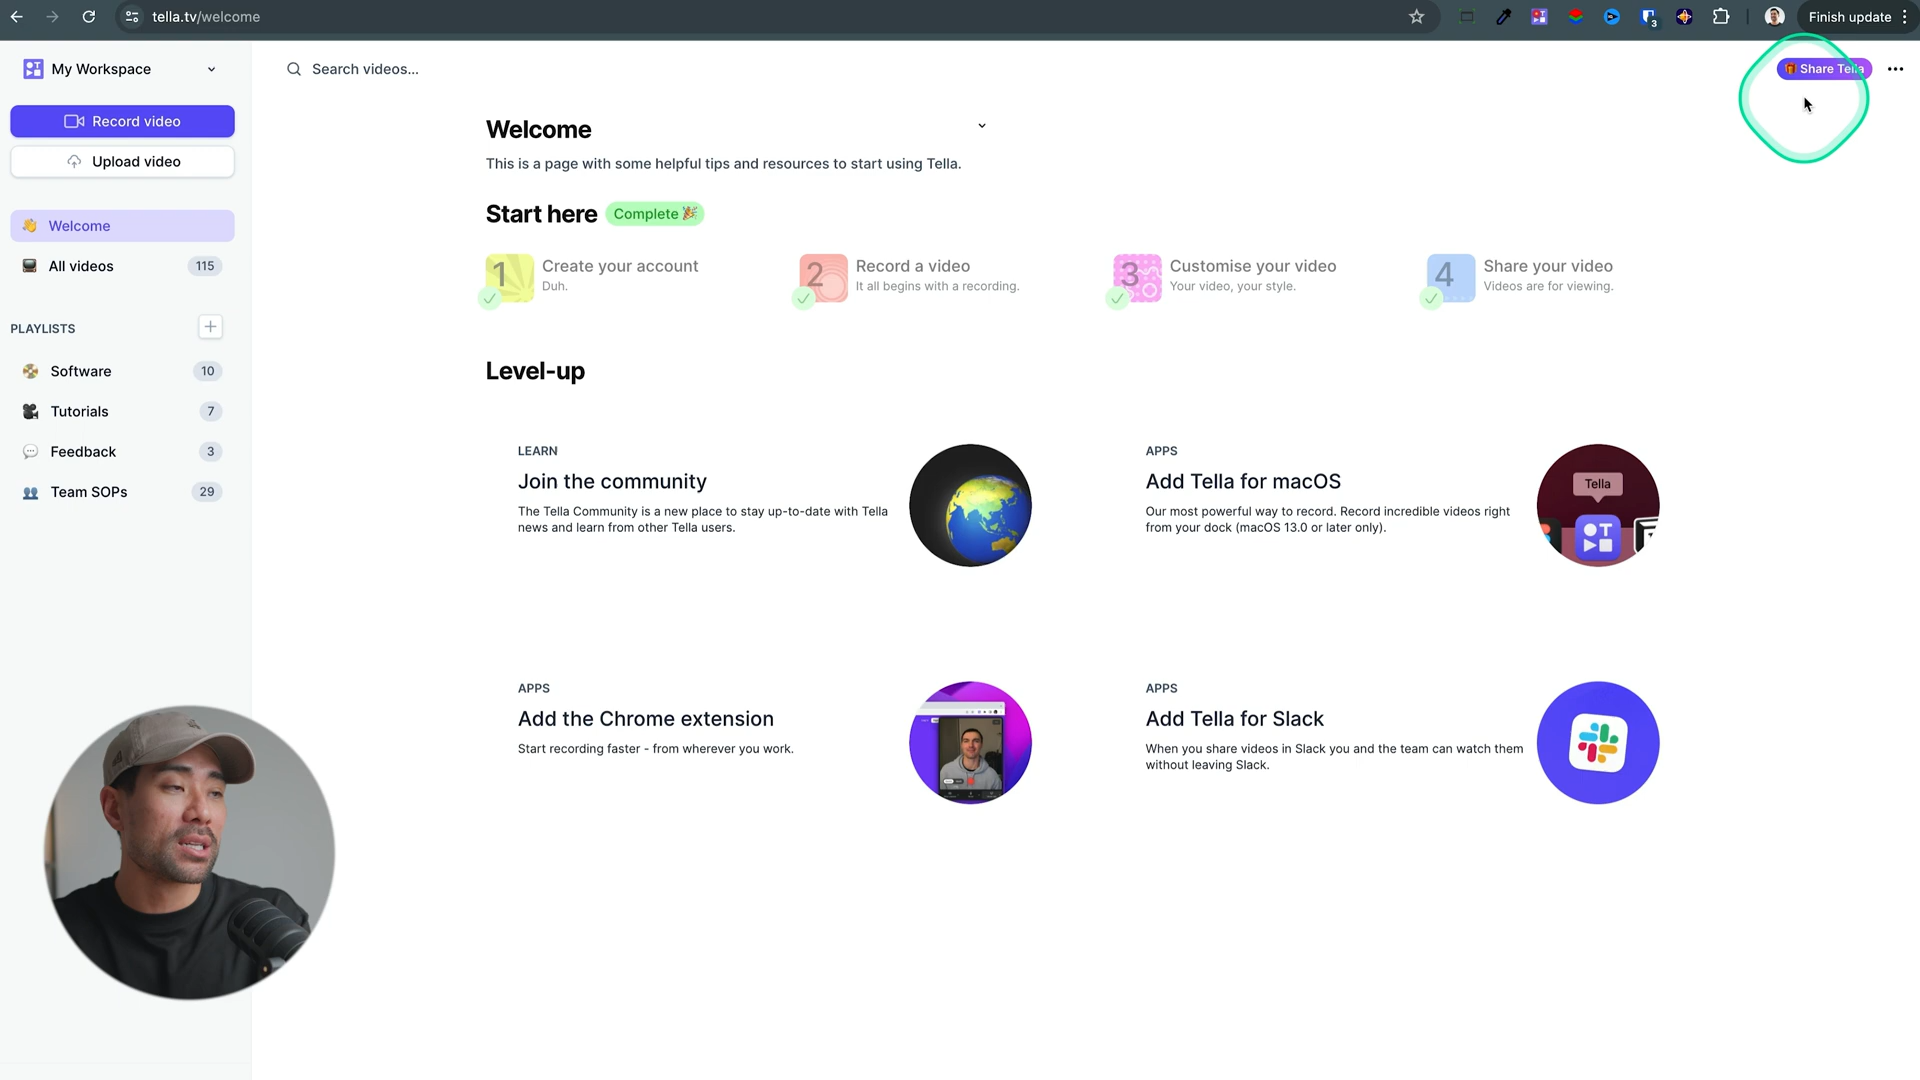 tella.tv/welcome
3
Finish update
My Workspace
Search videos...
🎁 Share Tella
Record video
Upload video
Welcome
This is a page with some helpful tips and resources to start using Tella.
👋 Welcome
All videos 115
Start here Complete 🎉
1 Create your account
Duh.
2 Record a video
It all begins with a recording.
3 Customise your video
Your video, your style.
4 Share your video
Videos are for viewing.
PLAYLISTS
Software 10
Tutorials 7
Feedback 3
Team SOPs 29
Level-up
LEARN
Join the community
The Tella Community is a new place to stay up-to-date with Tella
news and learn from other Tella users.
APPS
Add Tella for macOS
Our most powerful way to record. Record incredible videos right
from your dock (macOS 13.0 or later only).
Tella
APPS
Add the Chrome extension
Start recording faster - from wherever you work.
APPS
Add Tella for Slack
When you share videos in Slack you and the team can watch them
without leaving Slack.